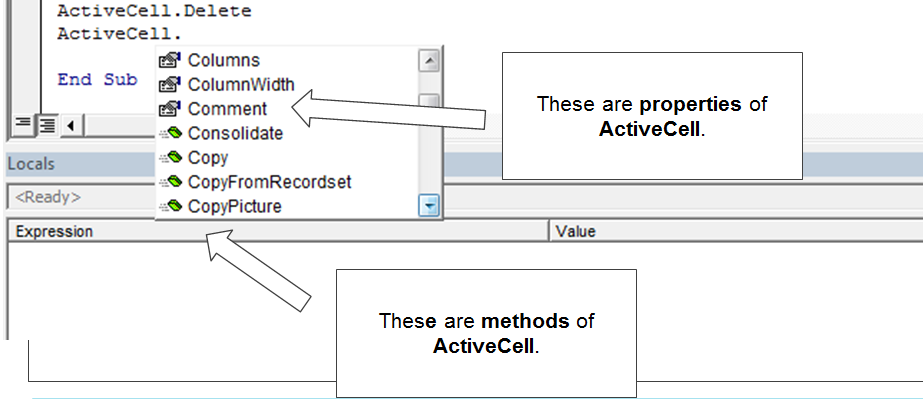 ActiveCell.Delete
ActiveCell.
Columns
ColumnWidth
Comment
Consolidate
Copy
CopyFromRecordset
CopyPicture
End Sub
These are properties of
ActiveCell.
Locals
<Ready>
Expression
Value
These are methods of
ActiveCell.